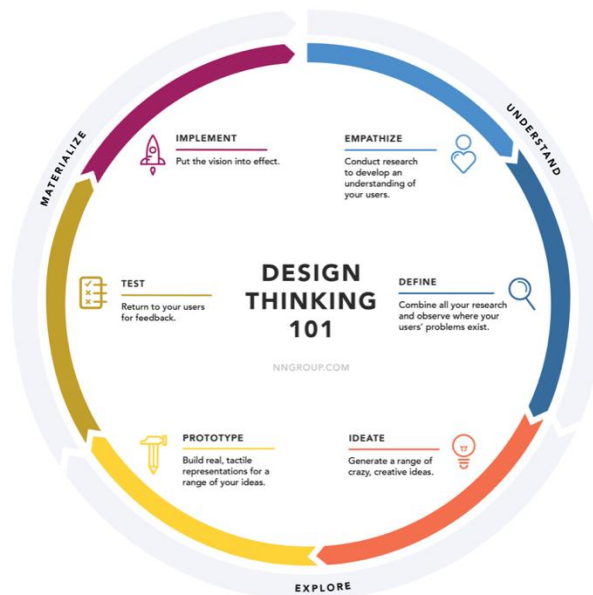 DESIGN
THINKING
101
NNGROUP.COM
UNDERSTAND
EMPATHIZE
Conduct research
to develop an
understanding of
your users.
DEFINE
Combine all your research
and observe where your
users' problems exist.
EXPLORE
IDEATE
Generate a range of
crazy, creative ideas.
PROTOTYPE
Build real, tactile
representations for a
range of your ideas.
MATERIALIZE
TEST
Return to your users
for feedback.
IMPLEMENT
Put the vision into effect.